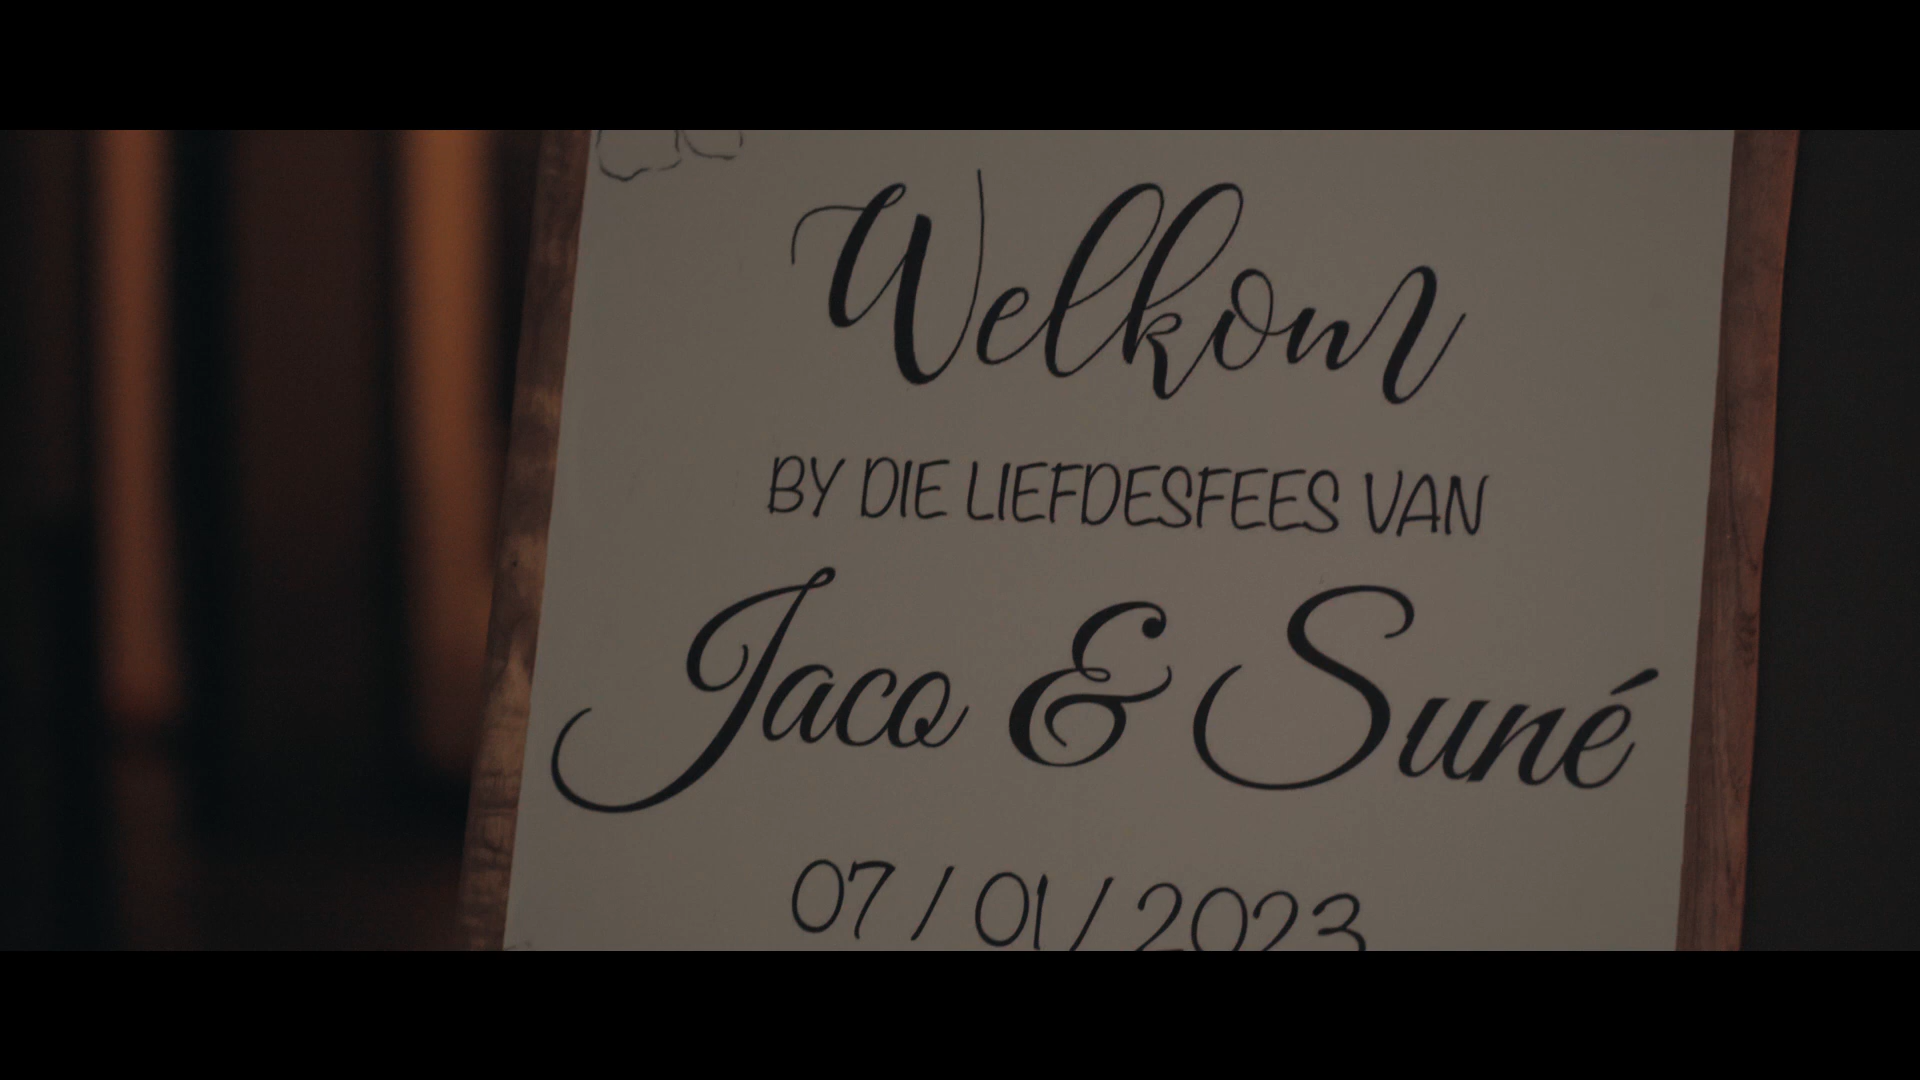 Welkom
BY DIE LIEFDESFEES VAN
Jaco & Suné
07 / 01 / 2023